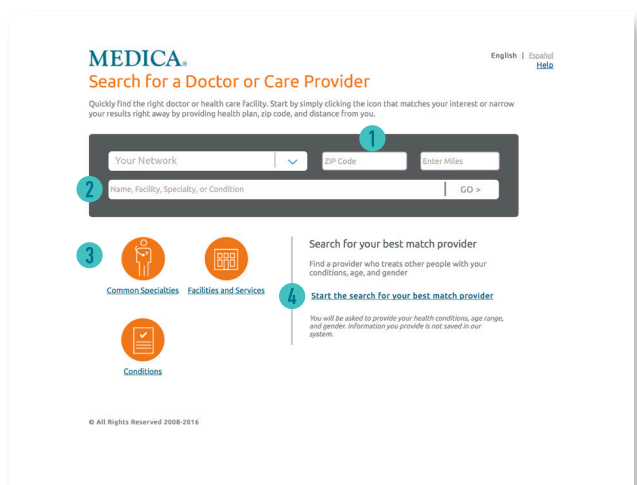 MEDICA®
English | Español
Help
Search for a Doctor or Care Provider
Quickly find the right doctor or health care facility. Start by simply clicking the icon that matches your interest or narrow
your results right away by providing health plan, zip code, and distance from you.
1
Your Network
ZIP Code
Enter Miles
2
Name, Facility, Specialty, or Condition
GO >
3
Common Specialties
Facilities and Services
Conditions
Search for your best match provider
Find a provider who treats other people with your
conditions, age, and gender
4
Start the search for your best match provider
You will be asked to provide your health conditions, age range,
and gender. Information you provide is not saved in our
system.
© All Rights Reserved 2008-2016